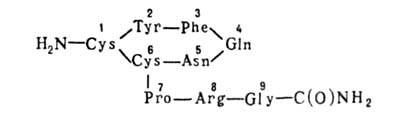 2 3
1 Tyr—Phe 4
H₂N—Cys Gln
6 5
Cys—Asn
7 8 9
Pro—Arg—Gly—C(O)NH₂